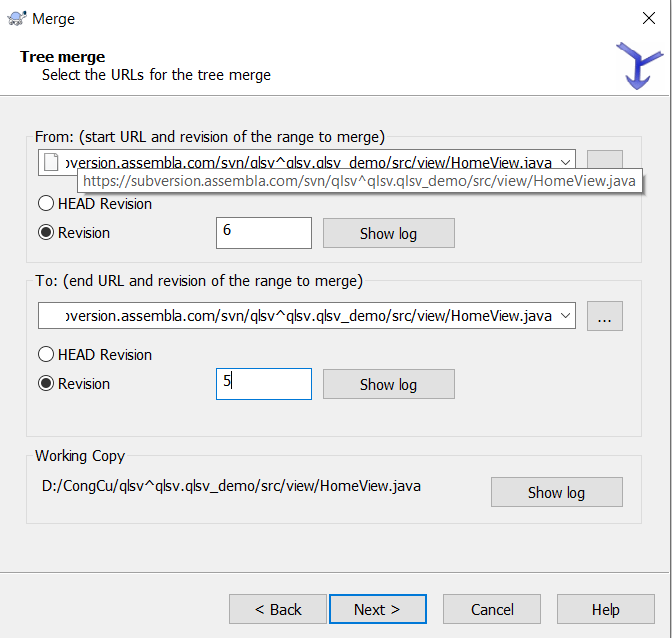 Merge
Tree merge
Select the URLs for the tree merge
From: (start URL and revision of the range to merge)
oversion.assembla.com/svn/qlsv^qlsv.qlsv_demo/src/view/HomeView.java
https://subversion.assembla.com/svn/qlsv^qlsv.qlsv_demo/src/view/HomeView.java
HEAD Revision
Revision
6
Show log
To: (end URL and revision of the range to merge)
oversion.assembla.com/svn/qlsv^qlsv.qlsv_demo/src/view/HomeView.java
...
HEAD Revision
Revision
5
Show log
Working Copy
D:/CongCu/qlsv^qlsv.qlsv_demo/src/view/HomeView.java
Show log
< Back
Next >
Cancel
Help